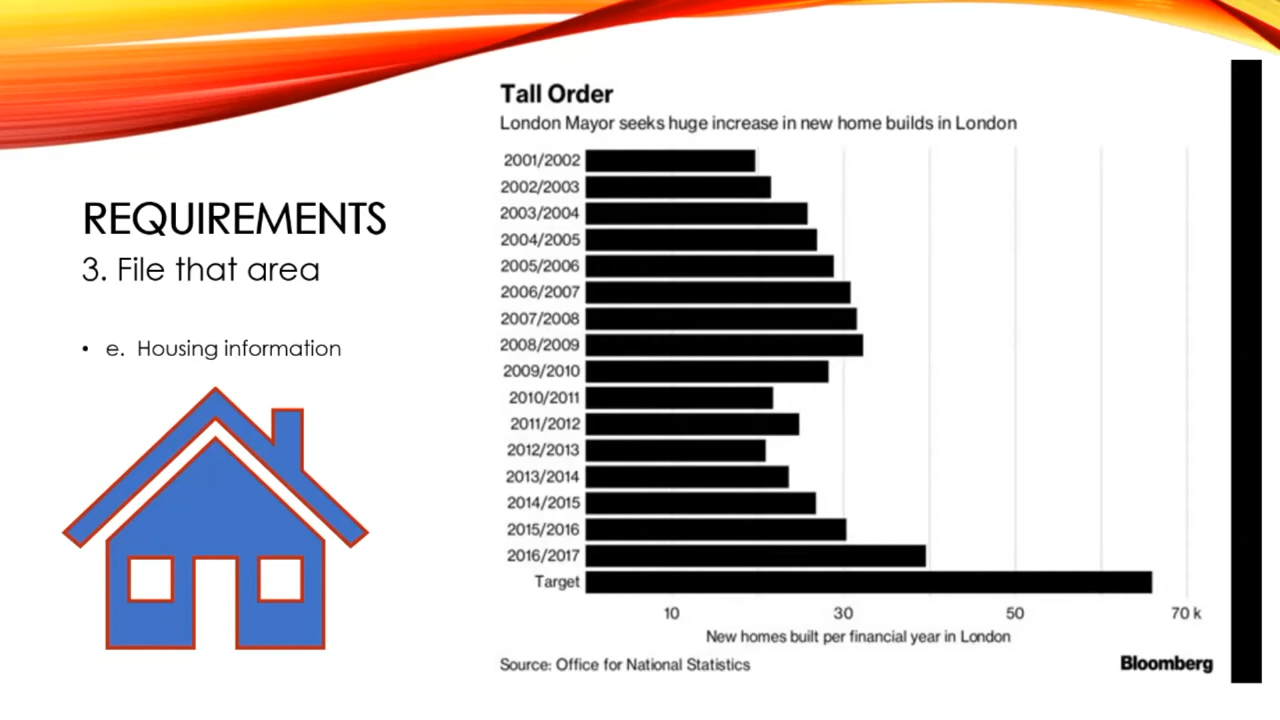 REQUIREMENTS
3. File that area
• e. Housing information
Tall Order
London Mayor seeks huge increase in new home builds in London
2001/2002
2002/2003
2003/2004
2004/2005
2005/2006
2006/2007
2007/2008
2008/2009
2009/2010
2010/2011
2011/2012
2012/2013
2013/2014
2014/2015
2015/2016
2016/2017
Target
10 30 50 70 k
New homes built per financial year in London
Source: Office for National Statistics
Bloomberg